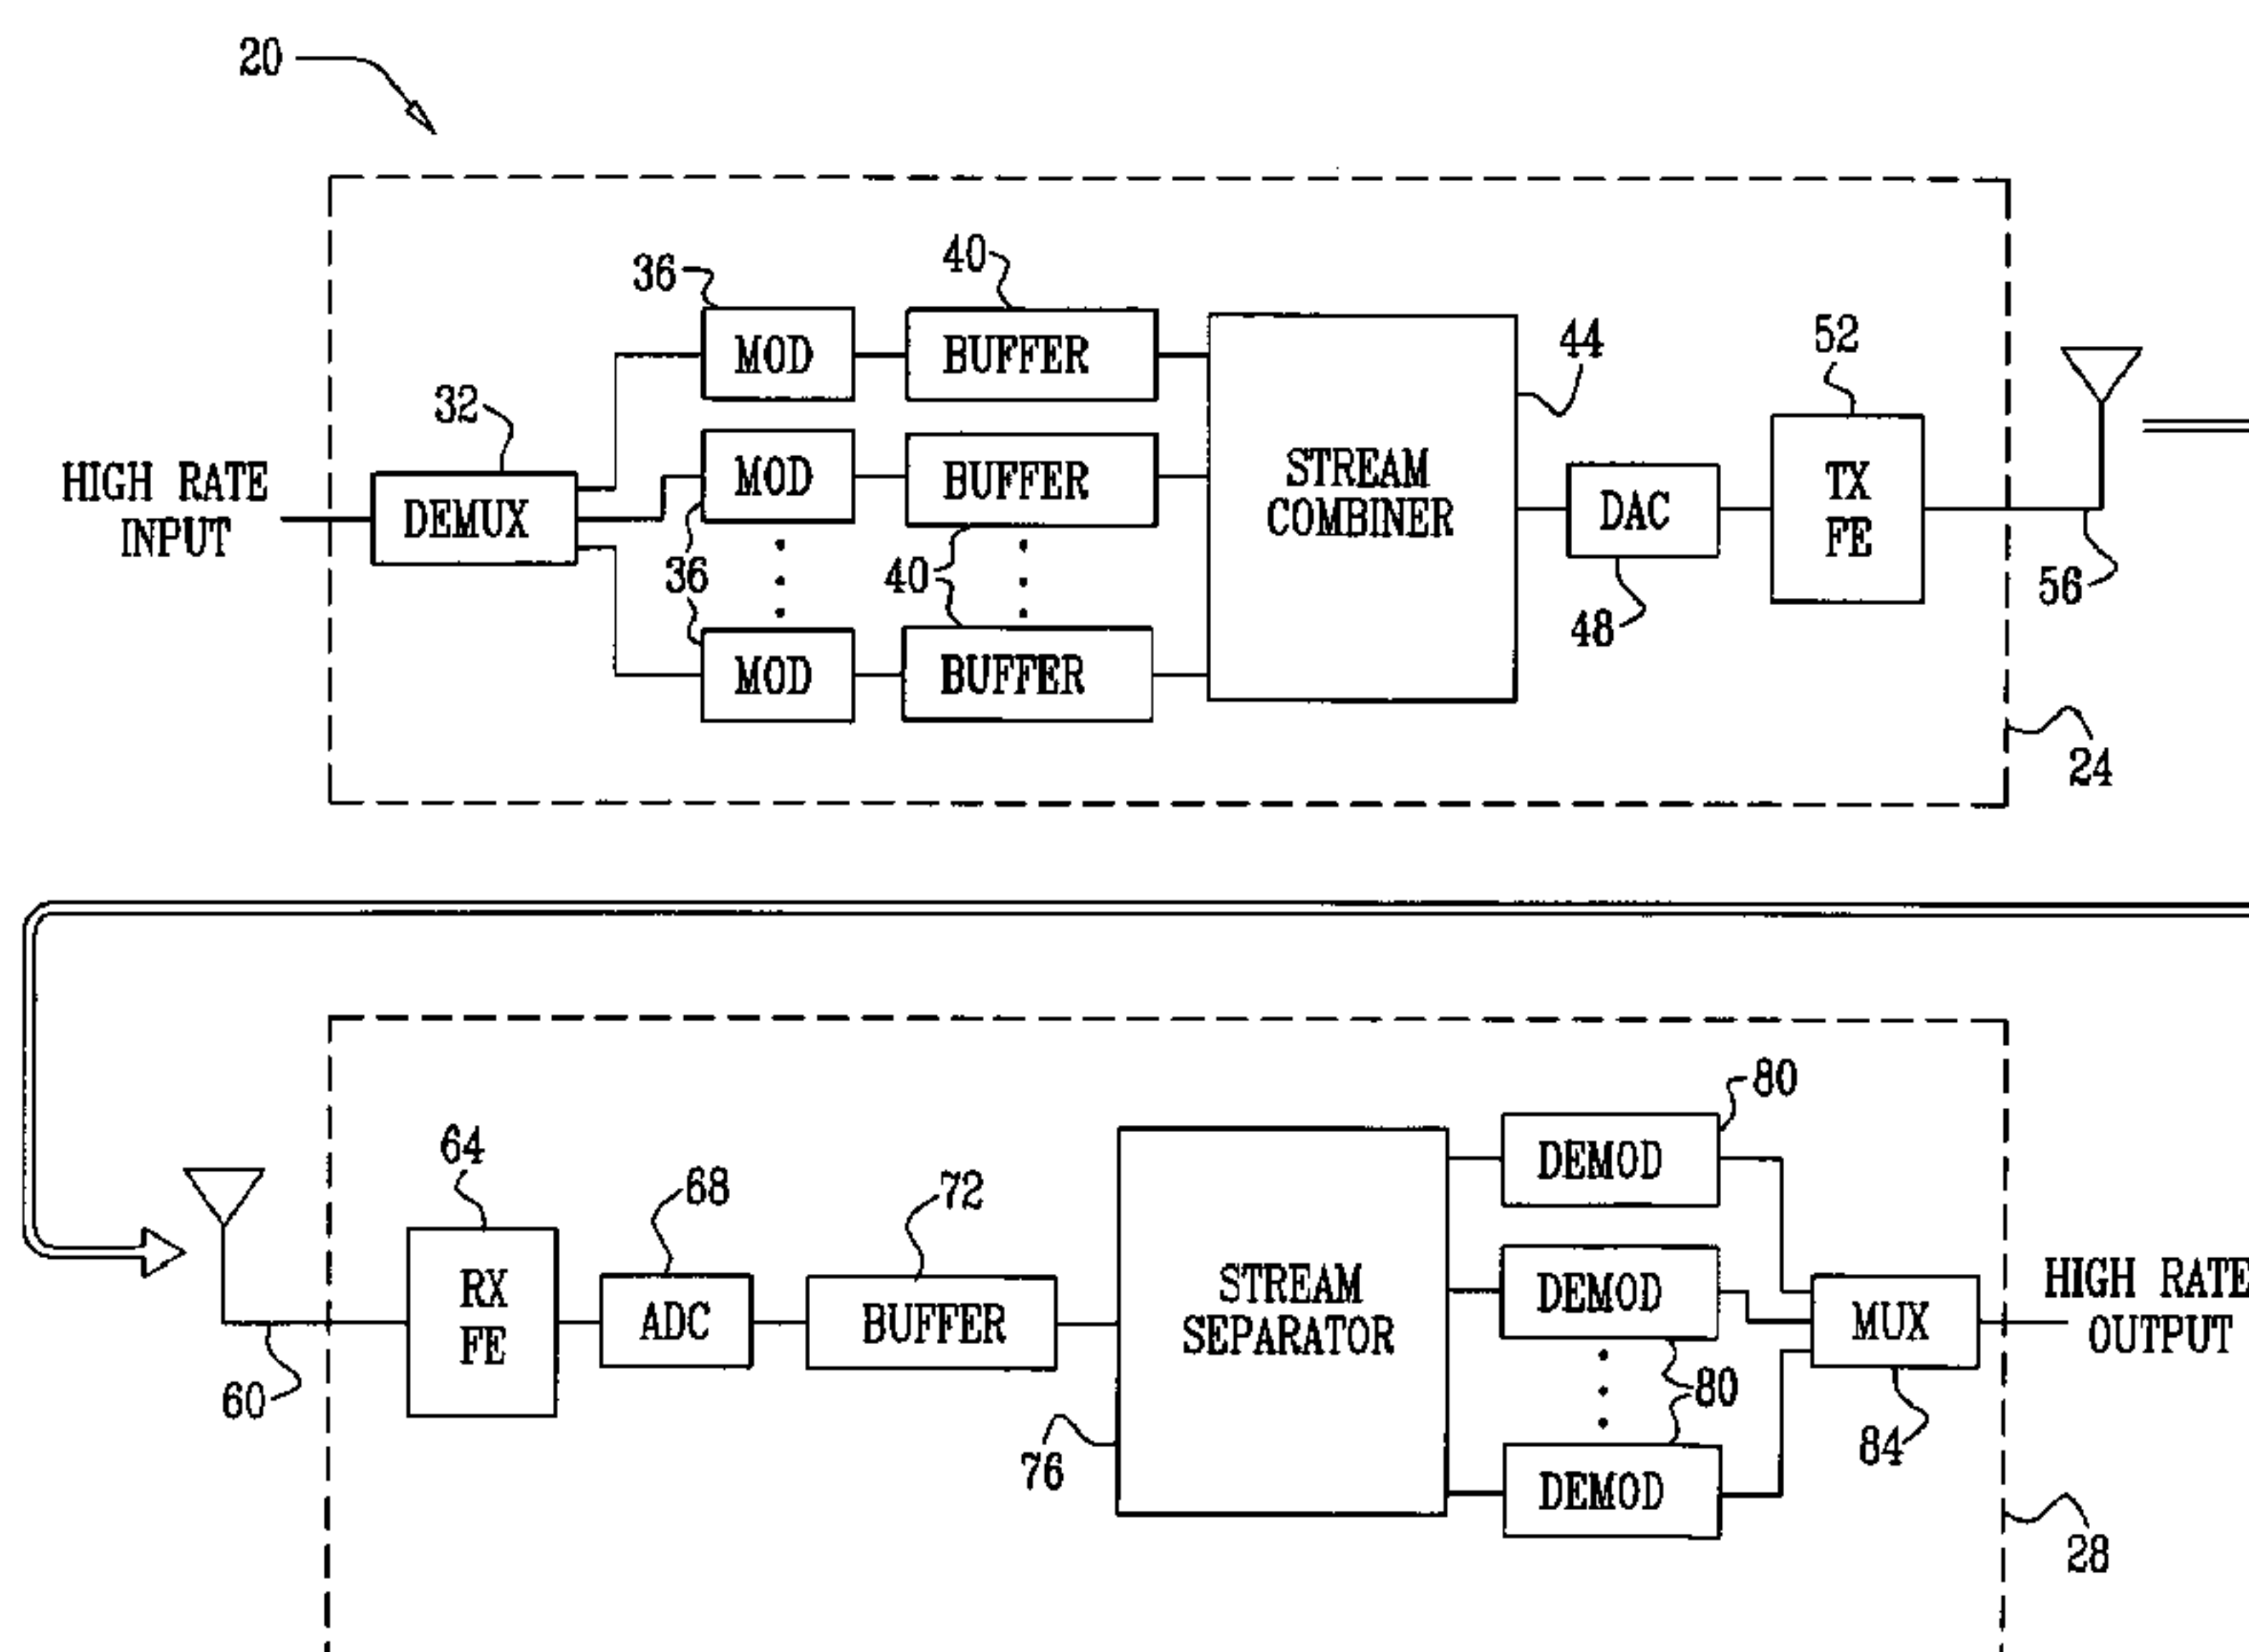 20
36
40
MOD
BUFFER
44
52
32
HIGH RATE
INPUT
DEMUX
MOD
BUFFER
STREAM
COMBINER
DAC
TX
FE
36
40
48
56
MOD
BUFFER
24
80
64
68
72
DEMOD
RX
FE
ADC
BUFFER
STREAM
SEPARATOR
DEMOD
MUX
HIGH RATE
OUTPUT
60
80
76
84
DEMOD
28